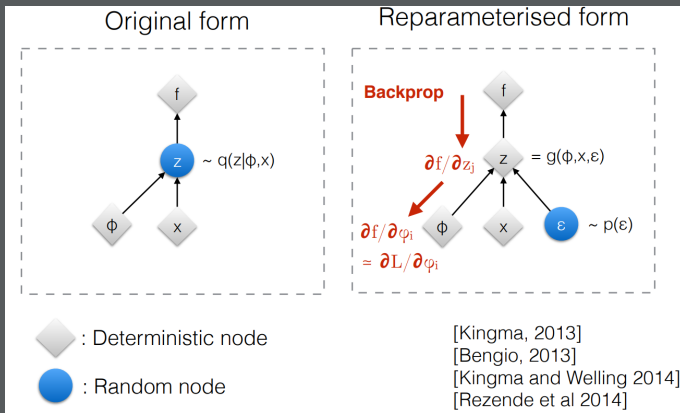 Original form
Reparameterised form
f
z
~ q(z|ϕ,x)
ϕ
x
Backprop
f
∂f/∂zⱼ
z
= g(ϕ,x,ε)
∂f/∂φᵢ
≃ ∂L/∂φᵢ
ϕ
x
ε
~ p(ε)
: Deterministic node
: Random node
[Kingma, 2013]
[Bengio, 2013]
[Kingma and Welling 2014]
[Rezende et al 2014]